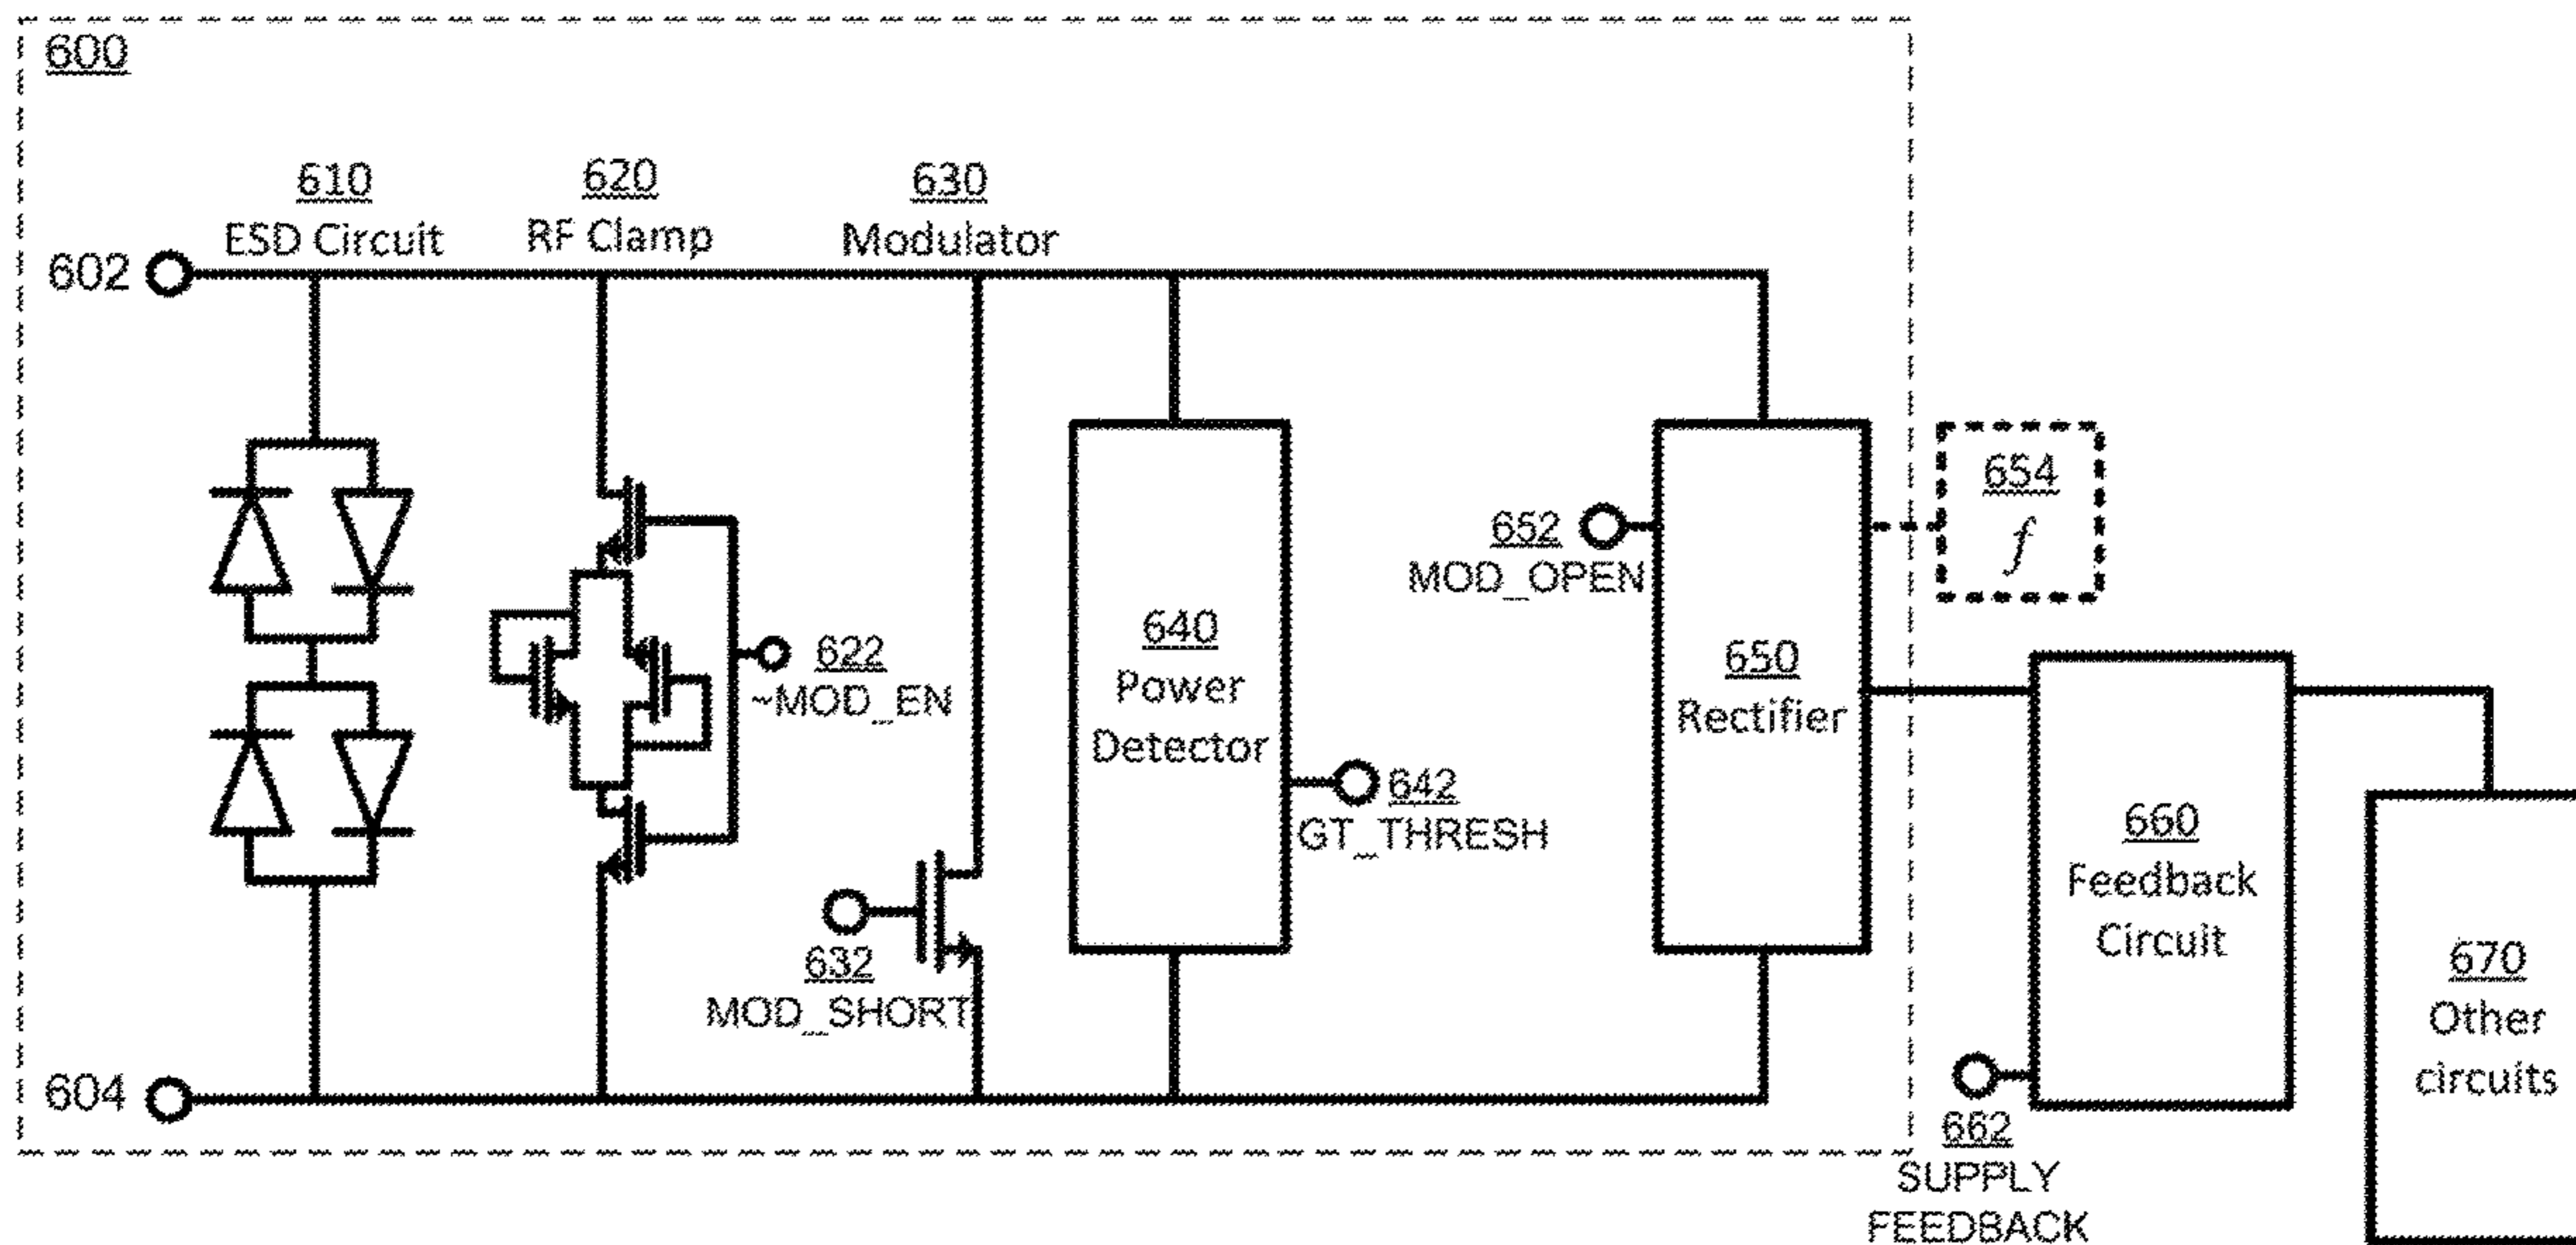 600
610
ESD Circuit
620
RF Clamp
630
Modulator
602
604
622
~MOD_EN
632
MOD_SHORT
640
Power
Detector
642
GT_THRESH
652
MOD_OPEN
650
Rectifier
654
f
660
Feedback
Circuit
662
SUPPLY
FEEDBACK
670
Other
circuits